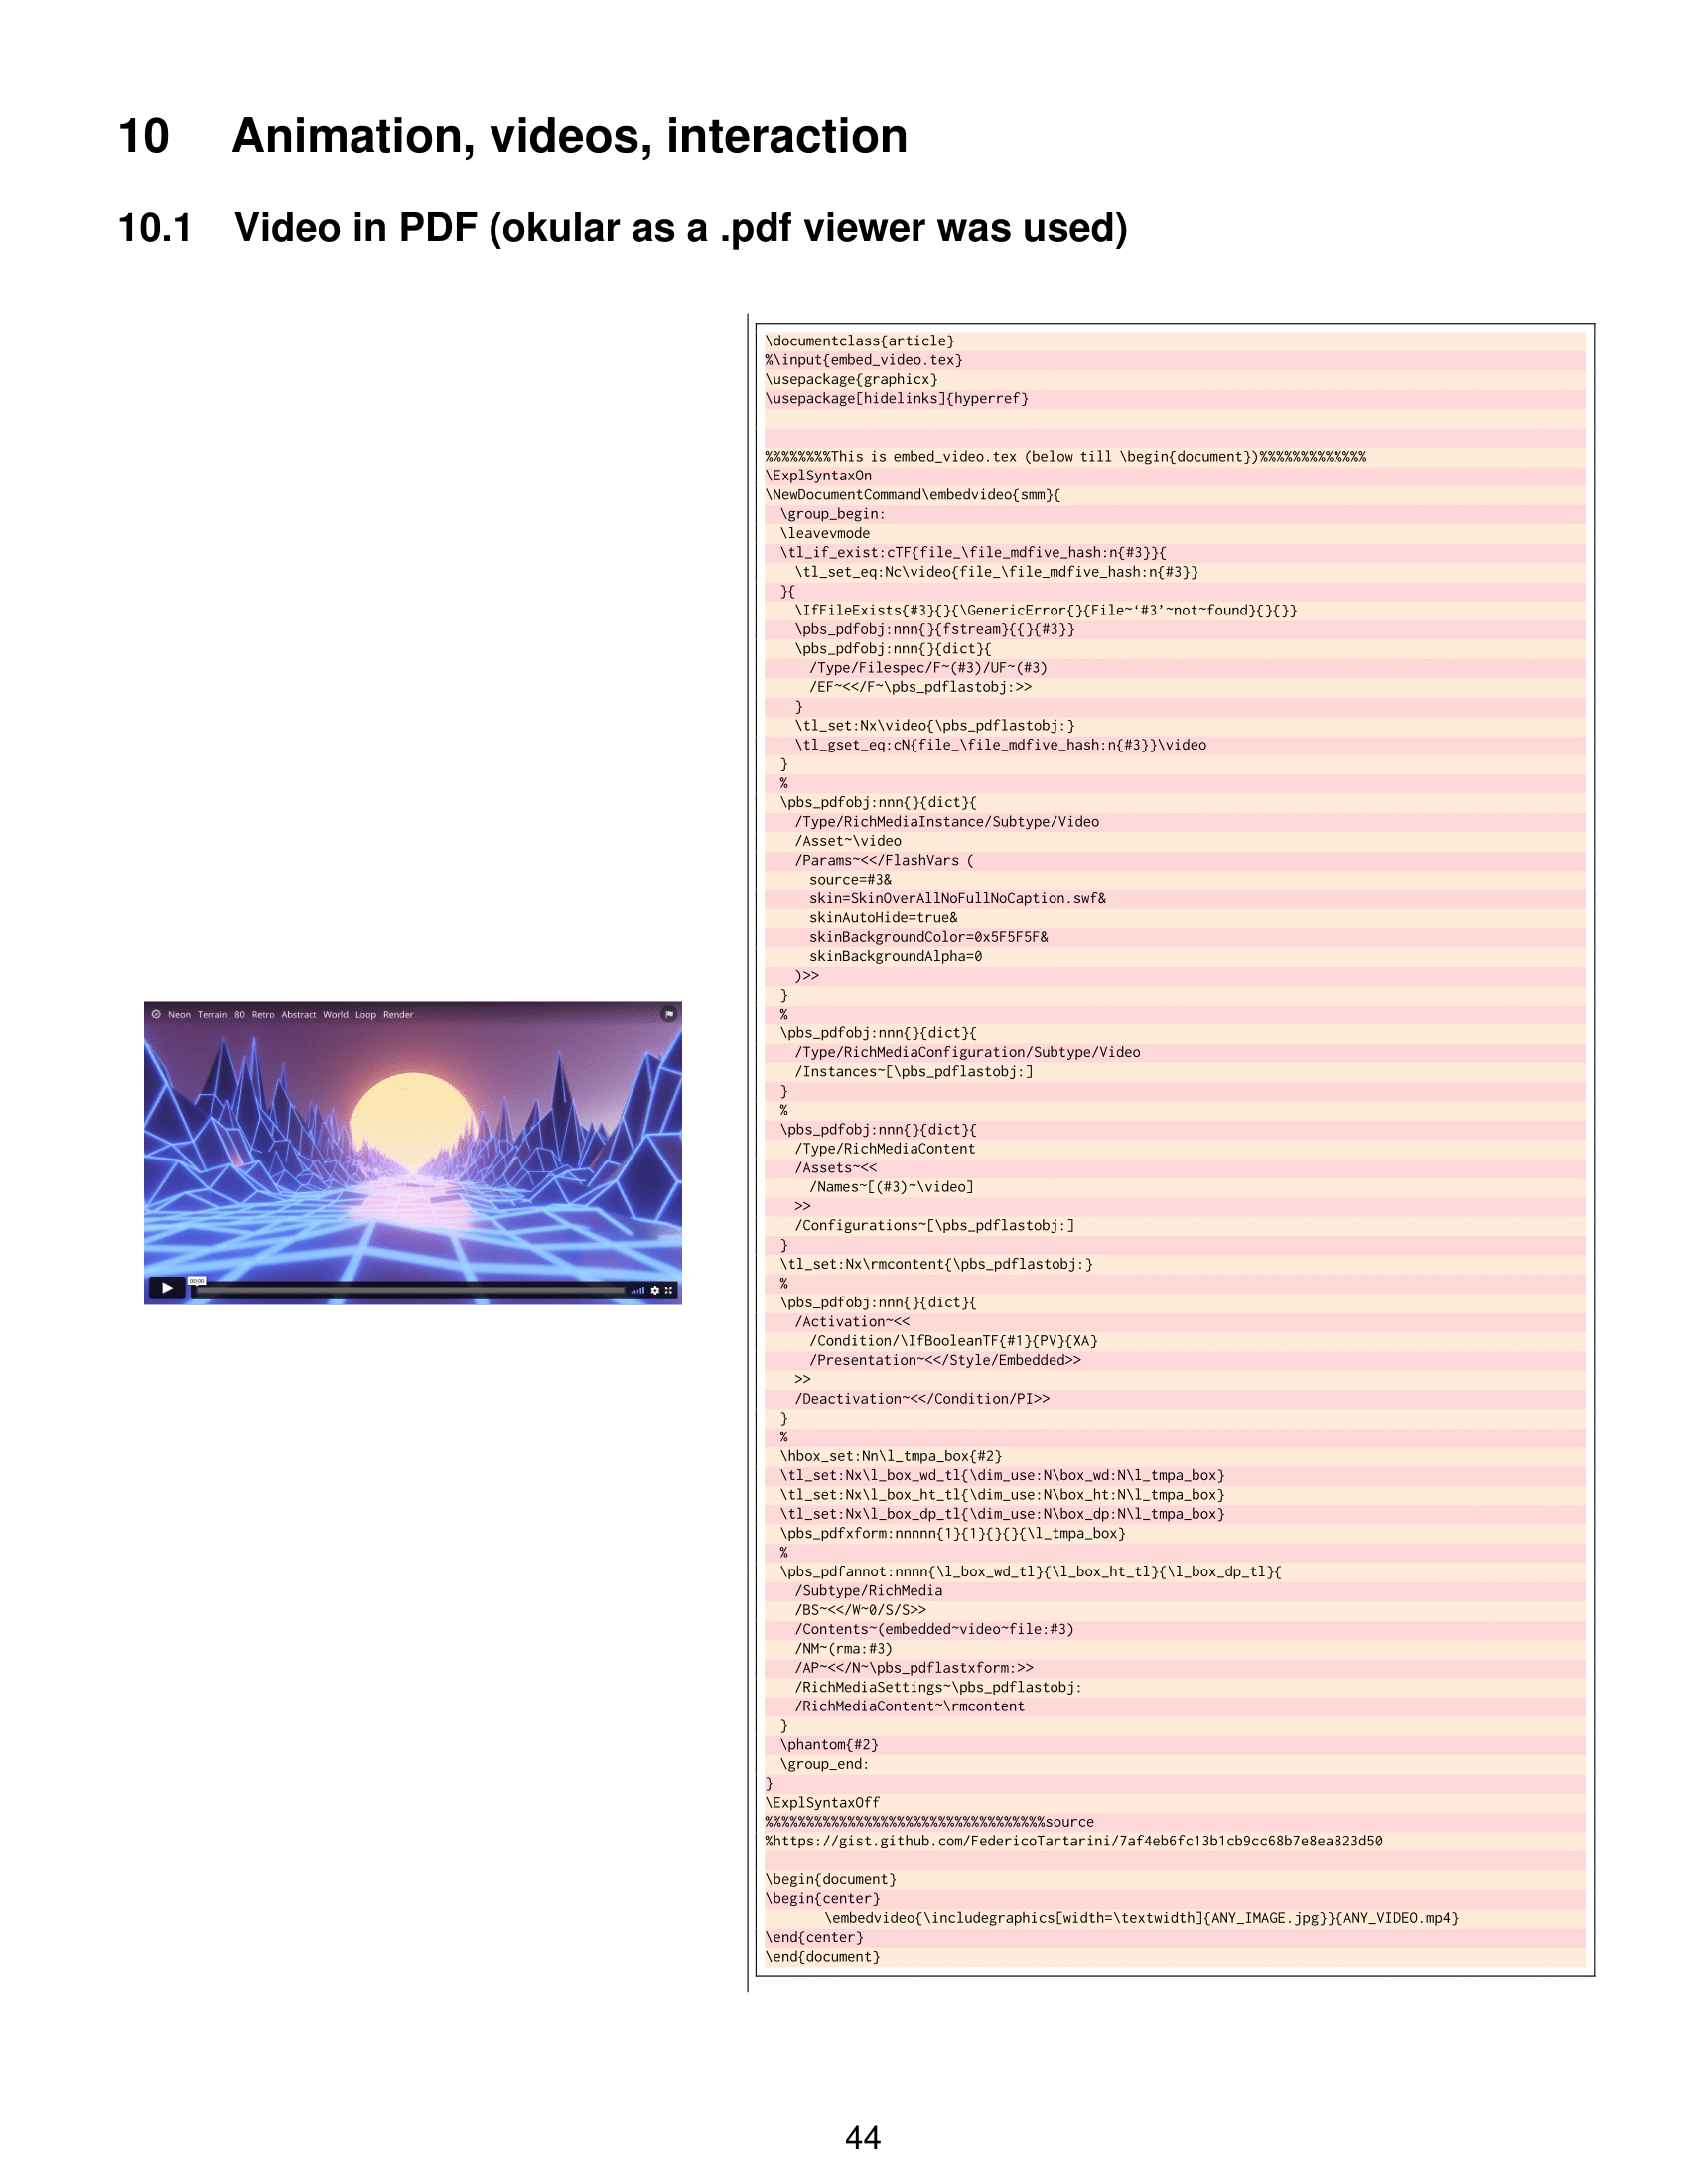 10 Animation, videos, interaction
10.1 Video in PDF (okular as a .pdf viewer was used)
Neon Terrain 80 Retro Abstract World Loop Render
00:00
\documentclass{article}
%\input{embed_video.tex}
\usepackage{graphicx}
\usepackage[hidelinks]{hyperref}
%%%%%%%%This is embed_video.tex (below till \begin{document})%%%%%%%%%%%%%
\ExplSyntaxOn
\NewDocumentCommand\embedvideo{smm}{
  \group_begin:
  \leavevmode
  \tl_if_exist:cTF{file_\file_mdfive_hash:n{#3}}{
    \tl_set_eq:Nc\video{file_\file_mdfive_hash:n{#3}}
  }{
    \IfFileExists{#3}{}{\GenericError{}{File~‘#3’~not~found}{}{}}
    \pbs_pdfobj:nnn{}{fstream}{{}{#3}}
    \pbs_pdfobj:nnn{}{dict}{
      /Type/Filespec/F~(#3)/UF~(#3)
      /EF~<</F~\pbs_pdflastobj:>>
    }
    \tl_set:Nx\video{\pbs_pdflastobj:}
    \tl_gset_eq:cN{file_\file_mdfive_hash:n{#3}}\video
  }
  %
  \pbs_pdfobj:nnn{}{dict}{
    /Type/RichMediaInstance/Subtype/Video
    /Asset~\video
    /Params~<</FlashVars (
      source=#3&
      skin=SkinOverAllNoFullNoCaption.swf&
      skinAutoHide=true&
      skinBackgroundColor=0x5F5F5F&
      skinBackgroundAlpha=0
    )>>
  }
  %
  \pbs_pdfobj:nnn{}{dict}{
    /Type/RichMediaConfiguration/Subtype/Video
    /Instances~[\pbs_pdflastobj:]
  }
  %
  \pbs_pdfobj:nnn{}{dict}{
    /Type/RichMediaContent
    /Assets~<<
      /Names~[(#3)~\video]
    >>
    /Configurations~[\pbs_pdflastobj:]
  }
  \tl_set:Nx\rmcontent{\pbs_pdflastobj:}
  %
  \pbs_pdfobj:nnn{}{dict}{
    /Activation~<<
      /Condition/\IfBooleanTF{#1}{PV}{XA}
      /Presentation~<</Style/Embedded>>
    >>
    /Deactivation~<</Condition/PI>>
  }
  %
  \hbox_set:Nn\l_tmpa_box{#2}
  \tl_set:Nx\l_box_wd_tl{\dim_use:N\box_wd:N\l_tmpa_box}
  \tl_set:Nx\l_box_ht_tl{\dim_use:N\box_ht:N\l_tmpa_box}
  \tl_set:Nx\l_box_dp_tl{\dim_use:N\box_dp:N\l_tmpa_box}
  \pbs_pdfxform:nnnnn{1}{1}{}{}{\l_tmpa_box}
  %
  \pbs_pdfannot:nnnn{\l_box_wd_tl}{\l_box_ht_tl}{\l_box_dp_tl}{
    /Subtype/RichMedia
    /BS~<</W~0/S/S>>
    /Contents~(embedded~video~file:#3)
    /NM~(rma:#3)
    /AP~<</N~\pbs_pdflastxform:>>
    /RichMediaSettings~\pbs_pdflastobj:
    /RichMediaContent~\rmcontent
  }
  \phantom{#2}
  \group_end:
}
\ExplSyntaxOff
%%%%%%%%%%%%%%%%%%%%%%%%%%%%%%%%%%source
%https://gist.github.com/FedericoTartarini/7af4eb6fc13b1cb9cc68b7e8ea823d50
\begin{document}
\begin{center}
        \embedvideo{\includegraphics[width=\textwidth]{ANY_IMAGE.jpg}}{ANY_VIDEO.mp4}
\end{center}
\end{document}
44